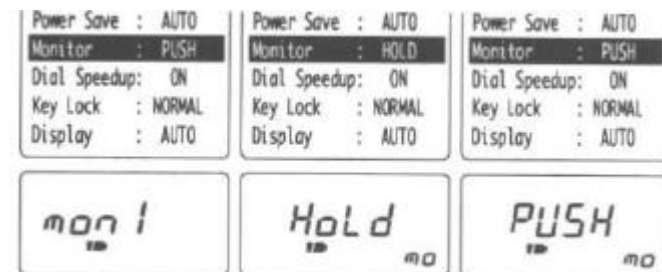 Power Save : AUTO
Monitor : PUSH
Dial Speedup: ON
Key Lock : NORMAL
Display : AUTO
Power Save : AUTO
Monitor : HOLD
Dial Speedup: ON
Key Lock : NORMAL
Display : AUTO
Power Save : AUTO
Monitor : PUSH
Dial Speedup: ON
Key Lock : NORMAL
Display : AUTO
mon 1
HoLd
mo
PUSH
mo